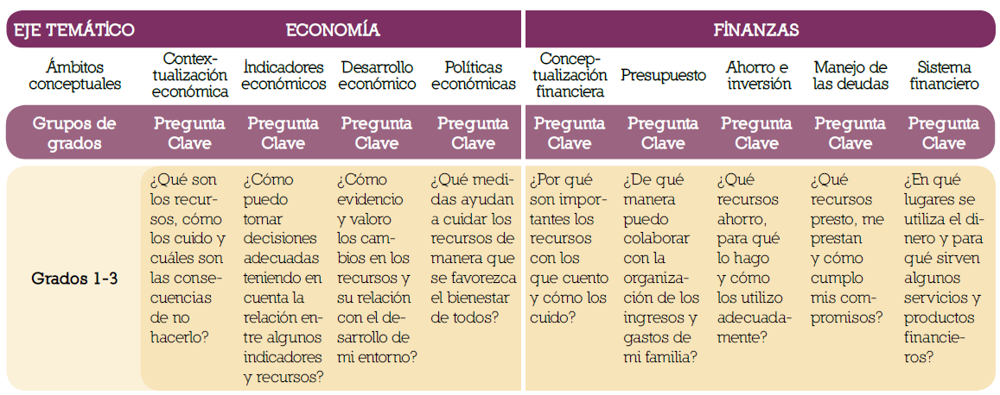 EJE TEMÁTICO
ECONOMÍA
FINANZAS
Ámbitos
conceptuales
Contex-
tualización
económica
Indicadores
económicos
Desarrollo
económico
Políticas
económicas
Concep-
tualización
financiera
Presupuesto
Ahorro e
inversión
Manejo de
las deudas
Sistema
financiero
Grupos de
grados
Pregunta
Clave
Pregunta
Clave
Pregunta
Clave
Pregunta
Clave
Pregunta
Clave
Pregunta
Clave
Pregunta
Clave
Pregunta
Clave
Pregunta
Clave
Grados 1-3
¿Qué son
los recur-
sos, cómo
los cuido y
cuáles son
las conse-
cuencias
de no
hacerlo?
¿Cómo
puedo
tomar
decisiones
adecuadas
teniendo en
cuenta la
relación en-
tre algunos
indicadores
y recursos?
¿Cómo
evidencio
y valoro
los cam-
bios en los
recursos y
su relación
con el de-
sarrollo de
mi entorno?
¿Qué medi-
das ayudan
a cuidar los
recursos de
manera que
se favorezca
el bienestar
de todos?
¿Por qué
son impor-
tantes los
recursos
con los
que cuento
y cómo los
cuido?
¿De qué
manera
puedo
colaborar
con la
organiza-
ción de los
ingresos y
gastos de
mi familia?
¿Qué
recursos
ahorro,
para qué
lo hago
y cómo
los utilizo
adecuada-
mente?
¿Qué
recursos
presto, me
prestan
y cómo
cumplo
mis com-
promisos?
¿En qué
lugares se
utiliza el di-
nero y para
qué sirven
algunos
servicios y
productos
financie-
ros?